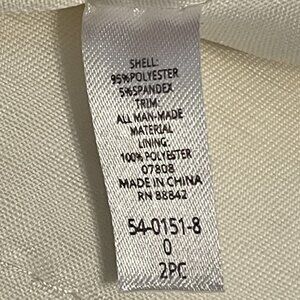 SHELL:
95%POLYESTER
5%SPANDEX
TRIM:
ALL MAN-MADE
MATERIAL
LINING:
100% POLYESTER
07808
MADE IN CHINA
RN 88842
54-0151-8
0
2PC